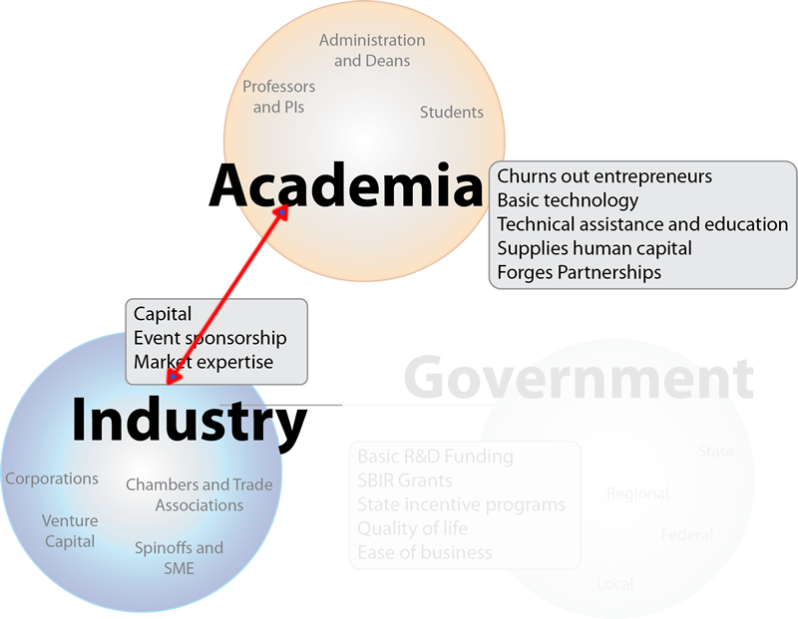 Administration
and Deans
Professors
and PIs
Students
Academia
Churns out entrepreneurs
Basic technology
Technical assistance and education
Supplies human capital
Forges Partnerships
Capital
Event sponsorship
Market expertise
Industry
Corporations
Chambers and Trade
Associations
Venture
Capital
Spinoffs and
SME
Government
Basic R&D Funding
SBIR Grants
State incentive programs
Quality of life
Ease of business
State
Regional
Federal
Local